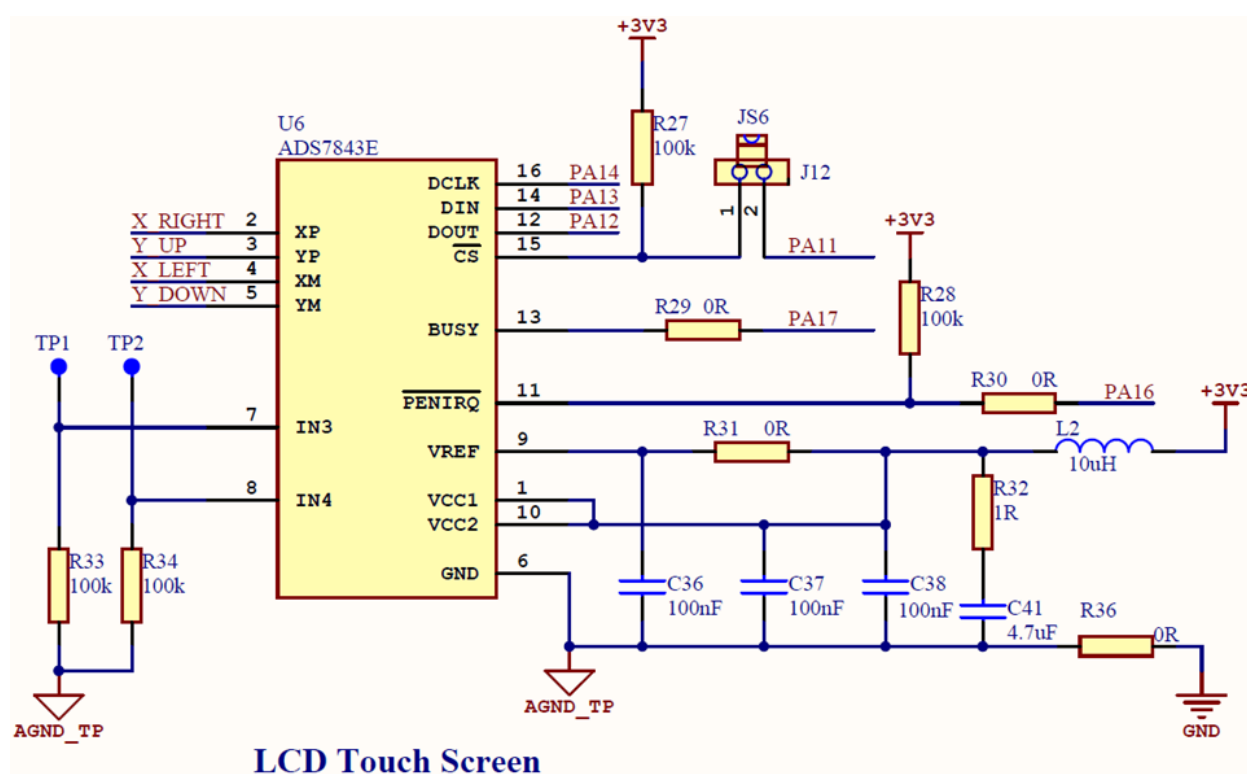 +3V3
U6
ADS7843E
R27
100k
JS6
J12
1
2
DCLK 16 PA14
DIN 14 PA13
DOUT 12 PA12
CS 15
PA11
X_RIGHT 2 XP
Y_UP 3 YP
X_LEFT 4 XM
Y_DOWN 5 YM
+3V3
R28
100k
BUSY 13
R29 0R
PA17
TP1
TP2
PENIRQ 11
R30 0R
PA16
+3V3
7 IN3
VREF 9
R31 0R
L2
10uH
8 IN4
VCC1 1
VCC2 10
R32
1R
R33
100k
R34
100k
GND 6
C36
100nF
C37
100nF
C38
100nF
C41
4.7uF
R36
0R
AGND_TP
AGND_TP
GND
LCD Touch Screen